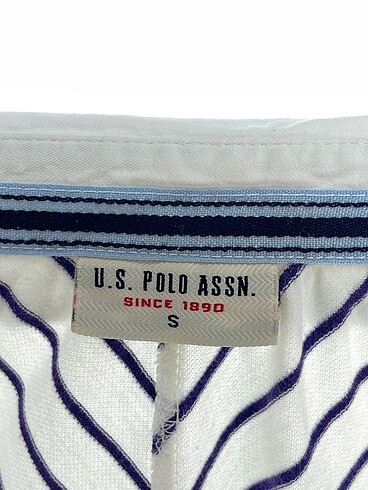 U.S. POLO ASSN.
SINCE 1890
S